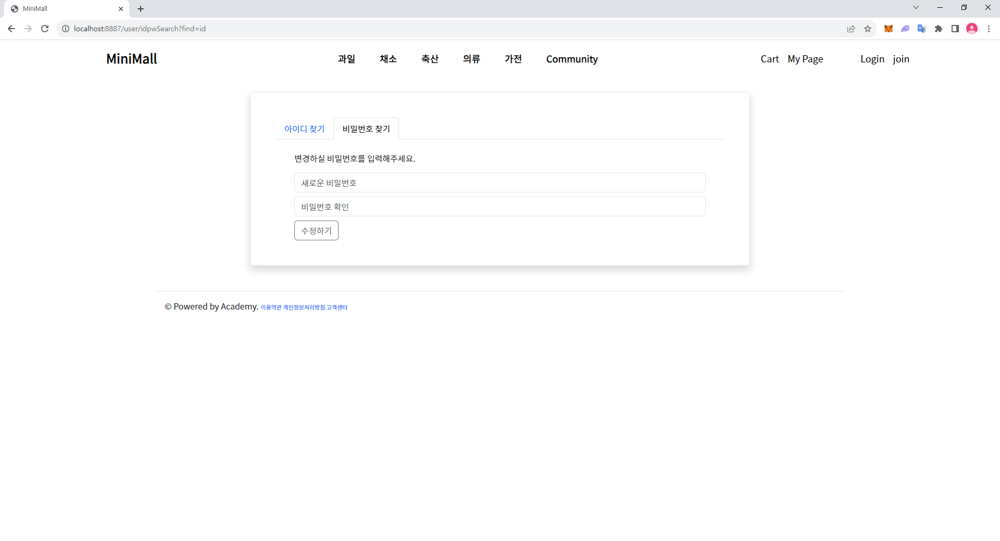 MiniMall
localhost:8887/user/idpwSearch?find=id
MiniMall 과일 채소 축산 의류 가전 Community Cart My Page Login join
아이디 찾기 비밀번호 찾기
변경하실 비밀번호를 입력해주세요.
새로운 비밀번호
비밀번호 확인
수정하기
© Powered by Academy. 이용약관 개인정보처리방침 고객센터